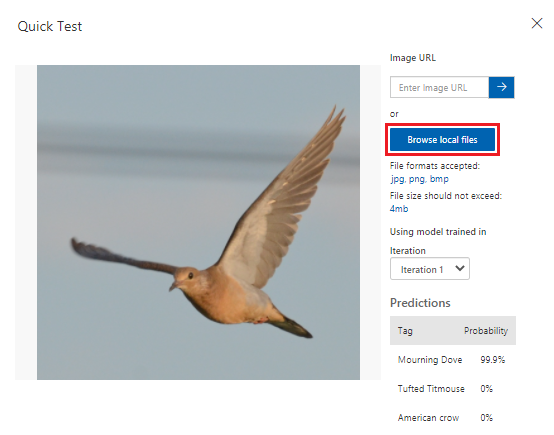 Quick Test
Image URL
Enter Image URL
or
Browse local files
File formats accepted:
jpg, png, bmp
File size should not exceed:
4mb
Using model trained in
Iteration
Iteration 1
Predictions
Tag Probability
Mourning Dove 99.9%
Tufted Titmouse 0%
American crow 0%